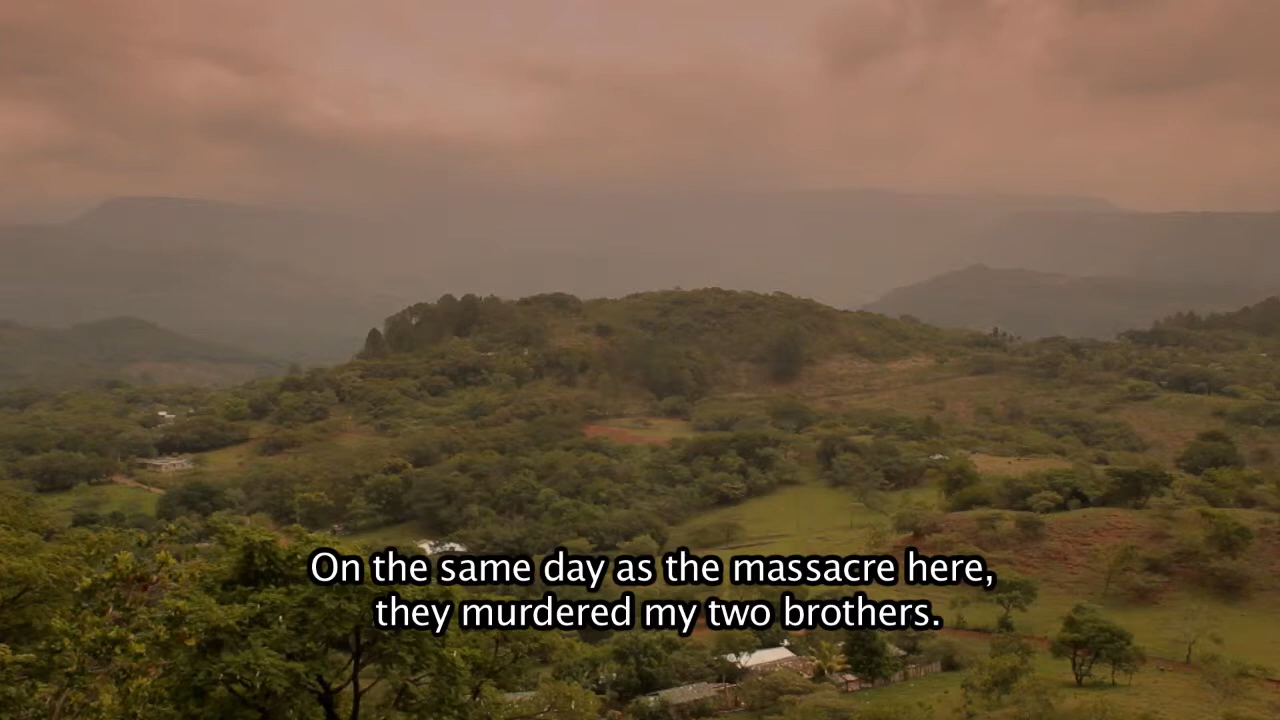 On the same day as the massacre here,
they murdered my two brothers.